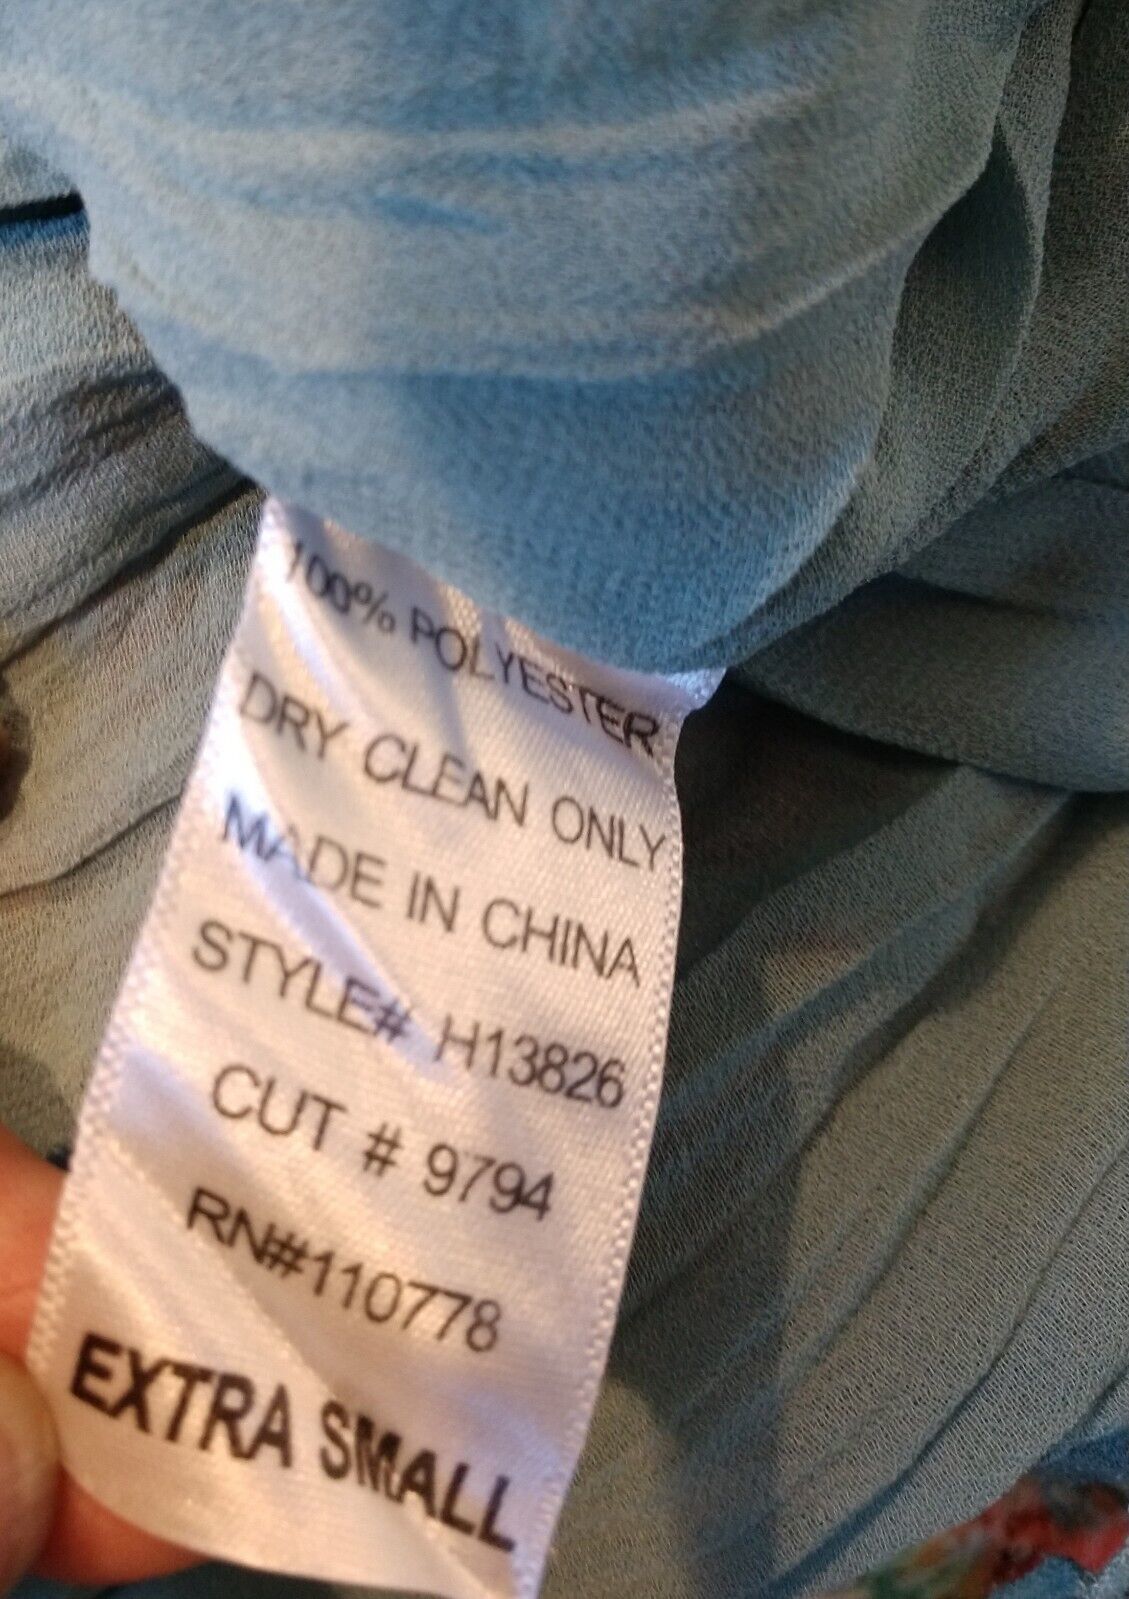 100% POLYESTER
DRY CLEAN ONLY
MADE IN CHINA
STYLE# H13826
CUT # 9794
RN#110778
EXTRA SMALL